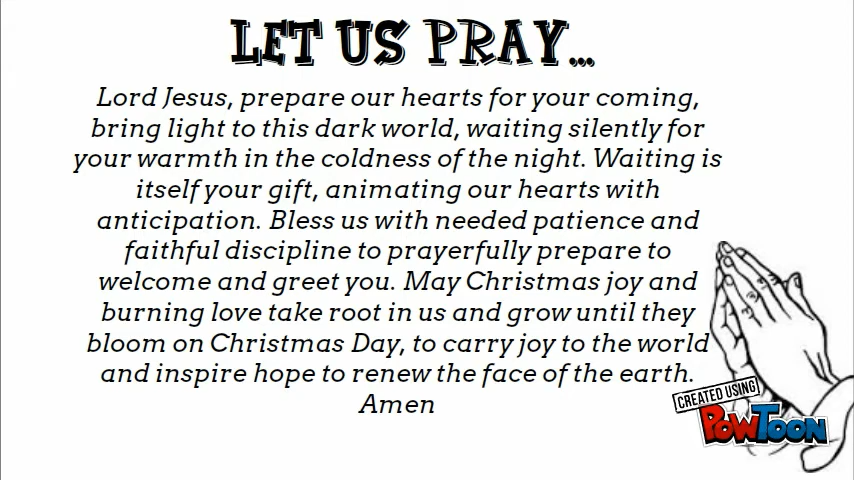 LET US PRAY...
Lord Jesus, prepare our hearts for your coming,
bring light to this dark world, waiting silently for
your warmth in the coldness of the night. Waiting is
itself your gift, animating our hearts with
anticipation. Bless us with needed patience and
faithful discipline to prayerfully prepare to
welcome and greet you. May Christmas joy and
burning love take root in us and grow until they
bloom on Christmas Day, to carry joy to the world
and inspire hope to renew the face of the earth.
Amen
CREATED USING
POWTOON